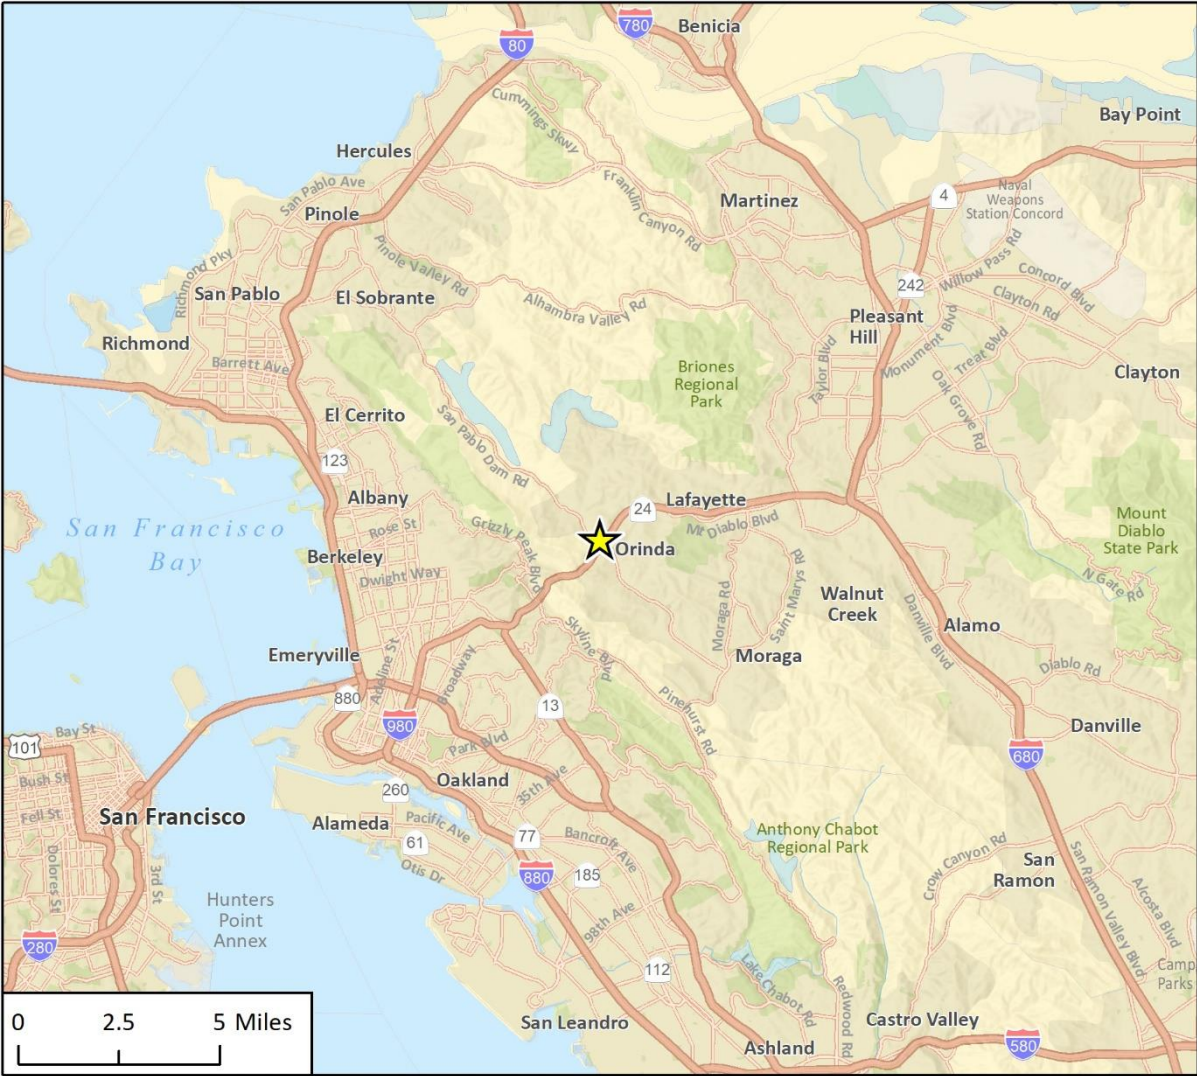 780
Benicia
80
Cummings Skwy
Bay Point
Hercules
San Pablo Ave
Franklin Canyon Rd
Martinez
4
Naval
Weapons
Station Concord
Pinole
Pinole Valley Rd
Richmond Pky
San Pablo
El Sobrante
Alhambra Valley Rd
242
Willow Pass Rd
Concord Blvd
Clayton Rd
Pleasant
Hill
Monument Blvd
Treat Blvd
Richmond
Barrett Ave
Briones
Regional
Park
Taylor Blvd
Oak Grove Rd
Clayton
El Cerrito
San Pablo Dam Rd
123
Albany
24
Lafayette
Mt Diablo Blvd
San Francisco
Bay
Rose St
Grizzly Peak Blvd
Mount
Diablo
State Park
Berkeley
Orinda
Dwight Way
N Gate Rd
Moraga Rd
Saint Marys Rd
Walnut
Creek
Danville Blvd
Alamo
Skyline Blvd
Emeryville
Adeline St
Broadway
Moraga
Diablo Rd
880
980
13
Pinehurst Rd
Danville
101
Bay St
Park Blvd
680
Bush St
Oakland
35th Ave
260
Fell St
San Francisco
Alameda
Pacific Ave
61
77
Bancroft Ave
Anthony Chabot
Regional Park
Otis Dr
880
185
Crow Canyon Rd
San
Ramon
San Ramon Valley Blvd
Alcosta Blvd
Dolores St
3rd St
Hunters
Point
Annex
98th Ave
280
112
Lake Chabot Rd
Redwood Rd
Camp
Parks
0 2.5 5 Miles
San Leandro
Castro Valley
Ashland
580